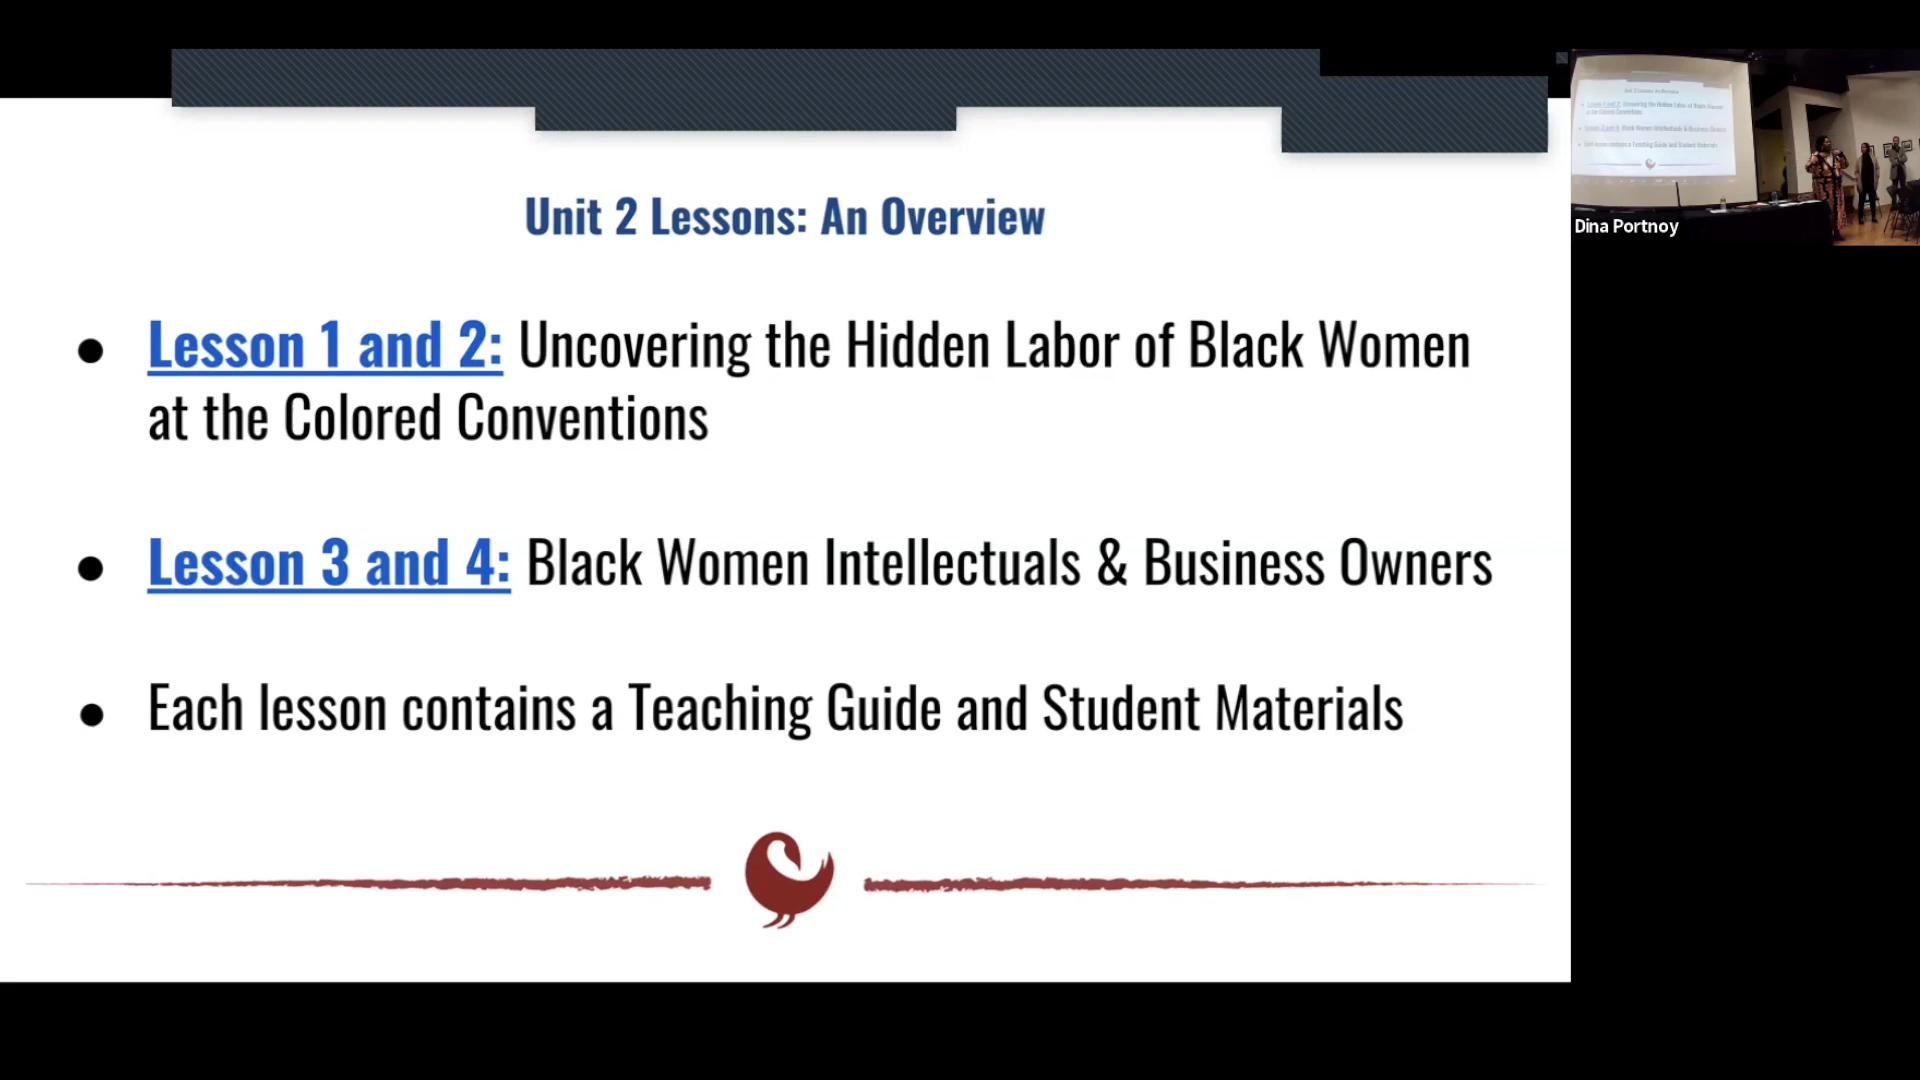 Unit 2 Lessons: An Overview
● Lesson 1 and 2: Uncovering the Hidden Labor of Black Women
at the Colored Conventions
● Lesson 3 and 4: Black Women Intellectuals & Business Owners
● Each lesson contains a Teaching Guide and Student Materials
Dina Portnoy